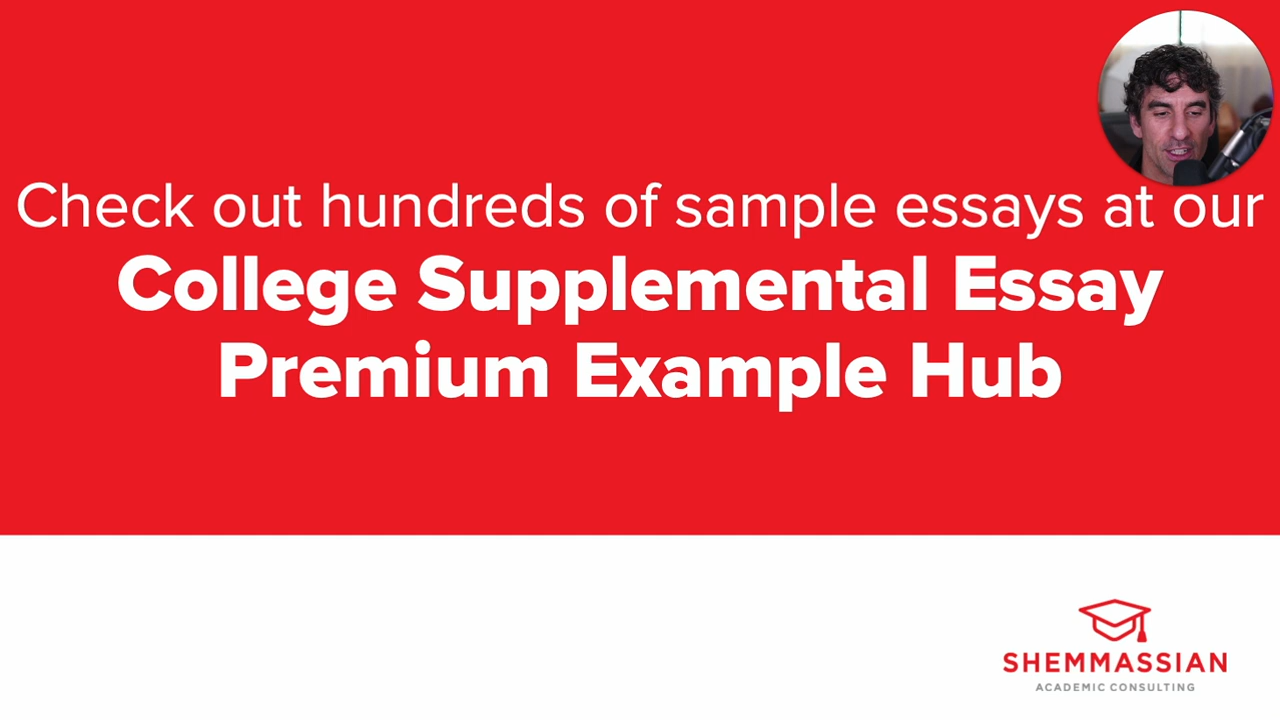 Check out hundreds of sample essays at our
College Supplemental Essay
Premium Example Hub
SHEMMASSIAN
ACADEMIC CONSULTING